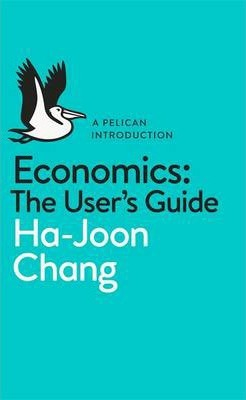 A PELICAN
INTRODUCTION
Economics:
The User's Guide
Ha-Joon
Chang